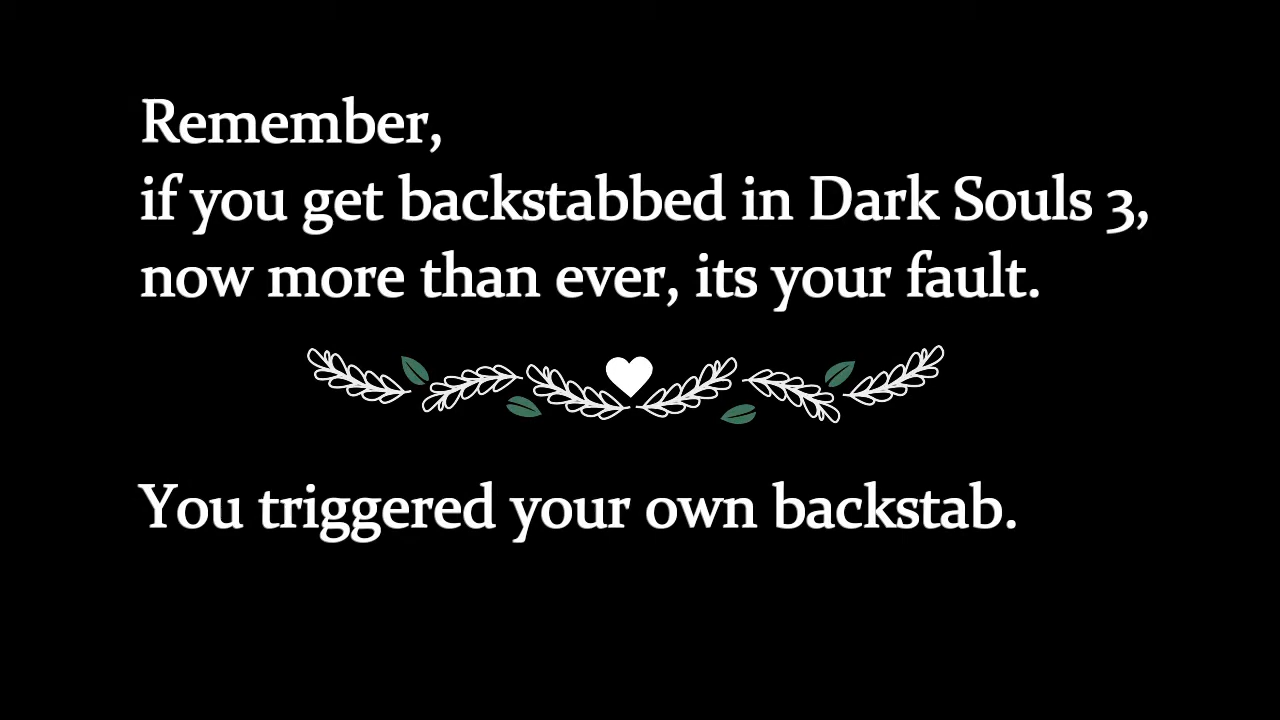 Remember,
if you get backstabbed in Dark Souls 3,
now more than ever, its your fault.
You triggered your own backstab.